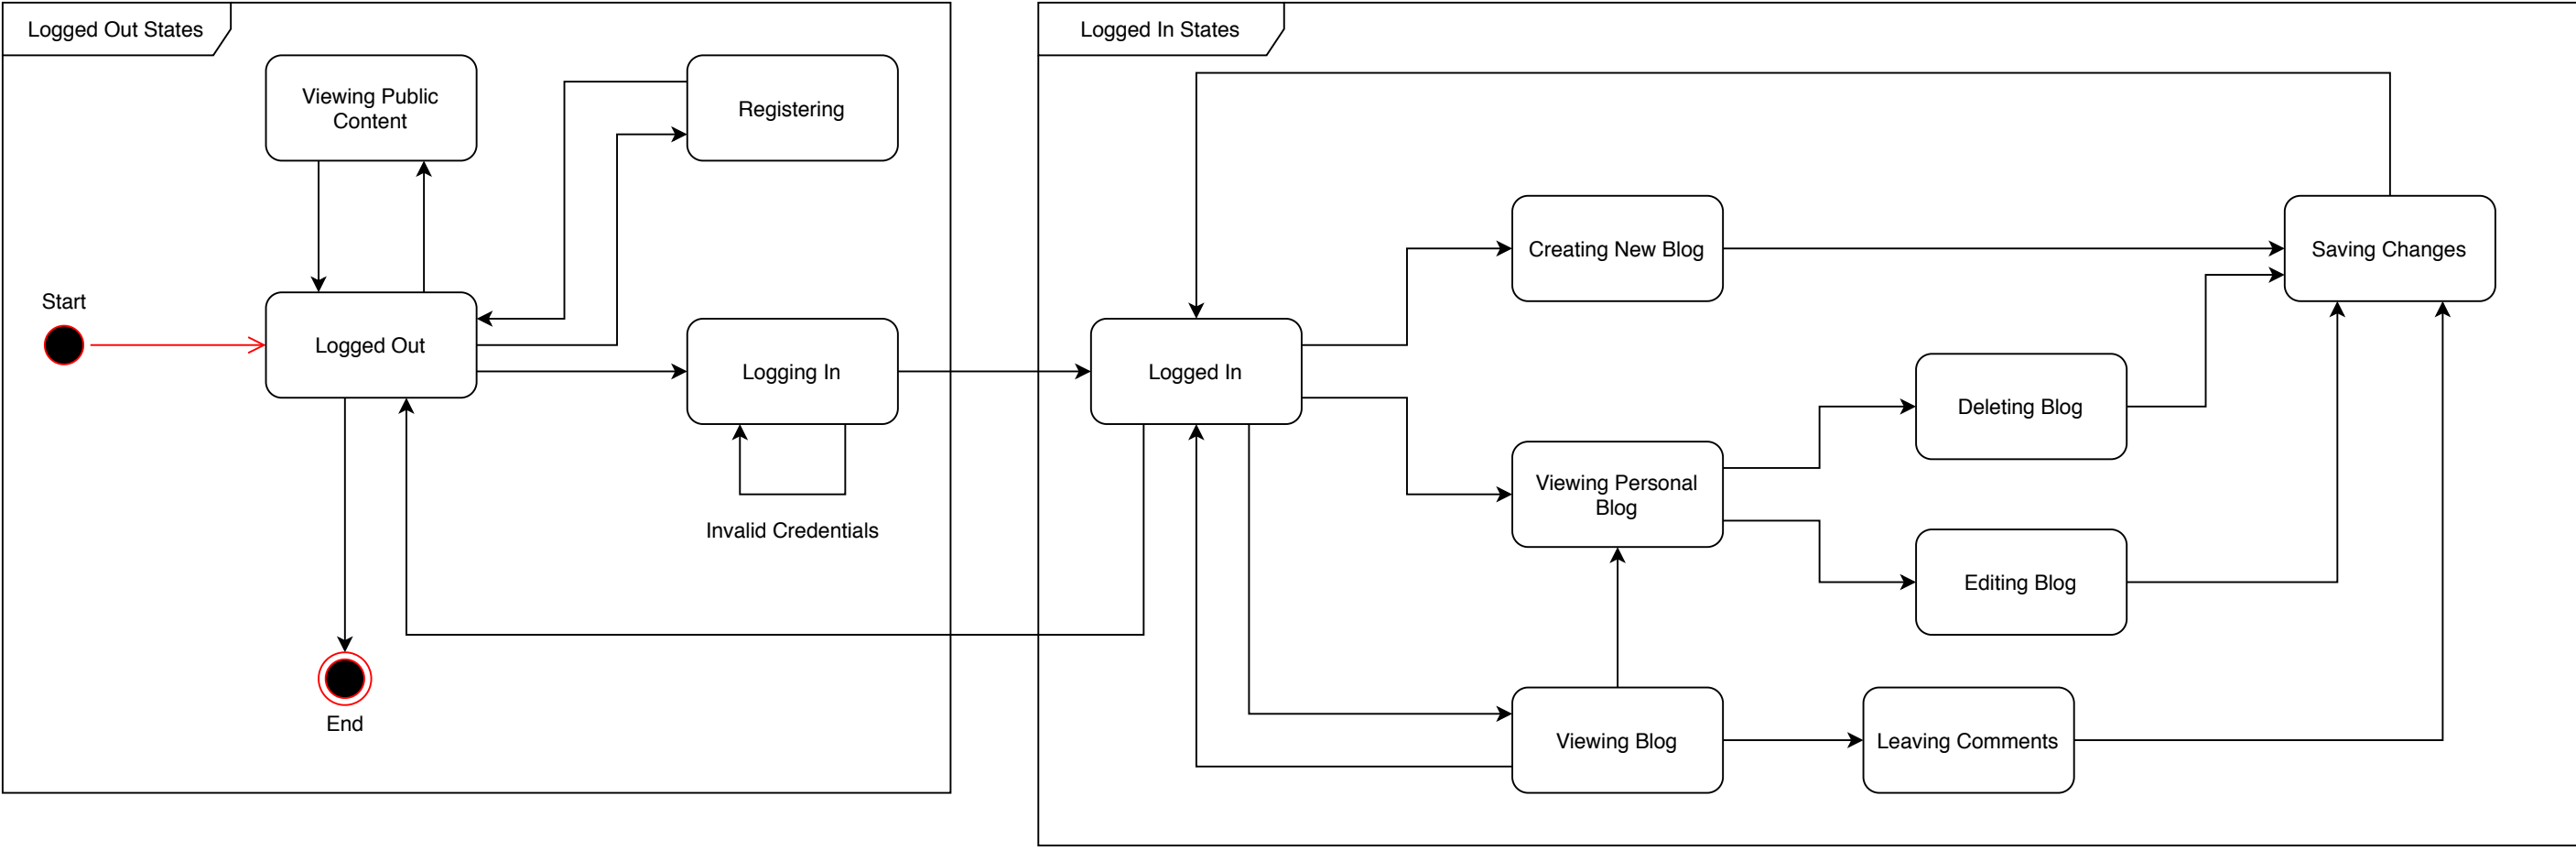 Logged Out States
Viewing Public
Content
Registering
Start
Logged Out
Logging In
Invalid Credentials
End
Logged In States
Creating New Blog
Saving Changes
Logged In
Deleting Blog
Viewing Personal
Blog
Editing Blog
Viewing Blog
Leaving Comments